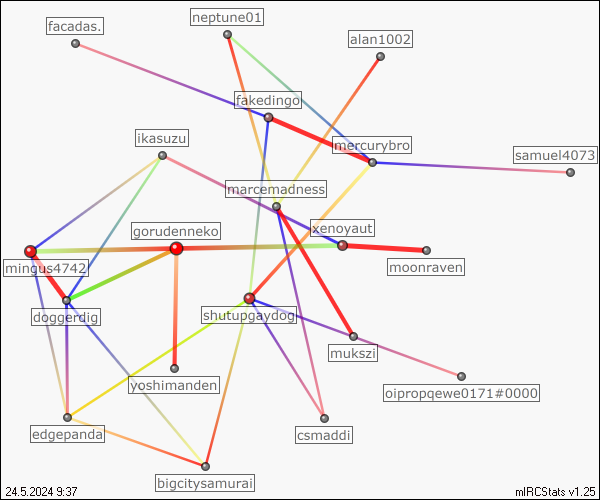 neptune01
facadas.
alan1002
fakedingo
ikasuzu
mercurybro
samuel4073
marcemadness
gorudenneko
xenoyaut
mingus4742
moonraven
doggerdig
shutupgaydog
mukszi
yoshimanden
oipropqewe0171#0000
edgepanda
csmaddi
bigcitysamurai
24.5.2024 9:37
mIRCStats v1.25